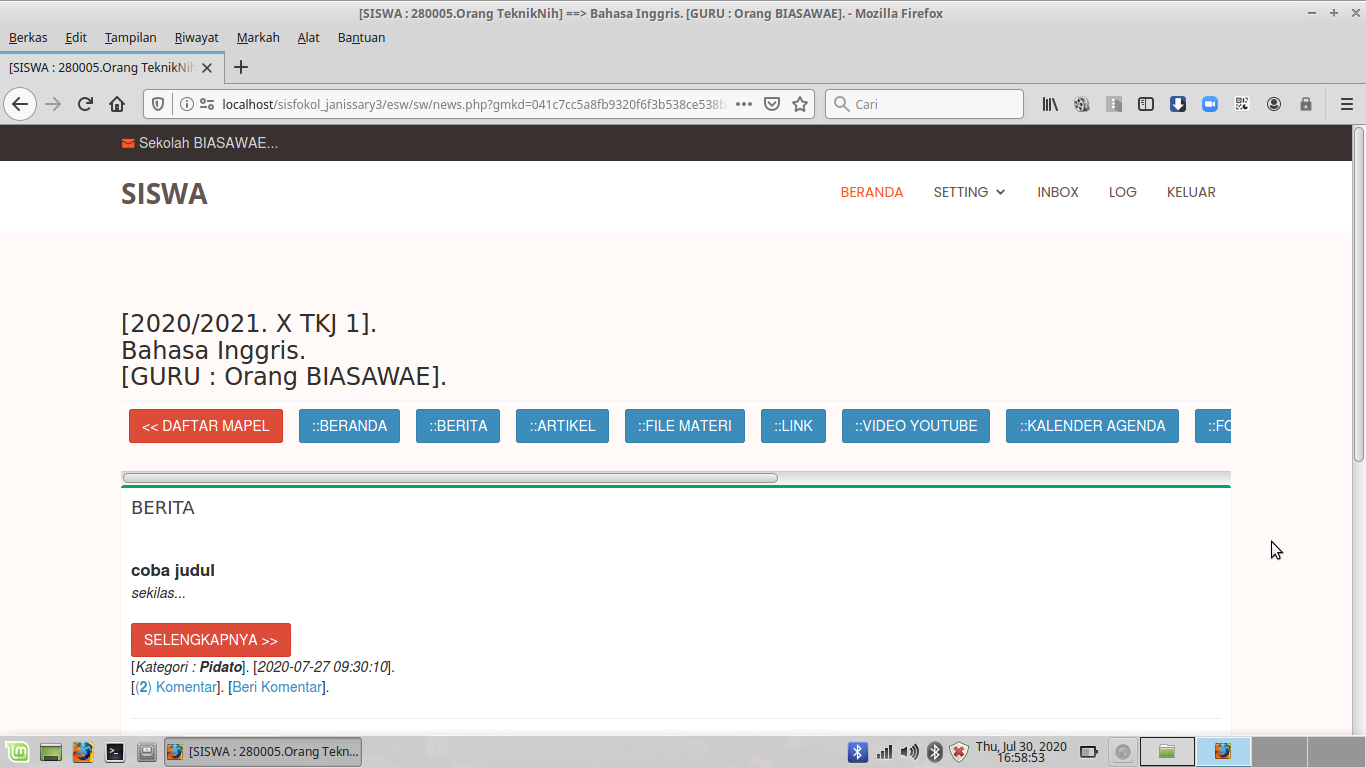 [SISWA : 280005.Orang TeknikNih] ==> Bahasa Inggris. [GURU : Orang BIASAWAE]. - Mozilla Firefox
Berkas Edit Tampilan Riwayat Markah Alat Bantuan
[SISWA : 280005.Orang TeknikNih
localhost/sisfokol_janissary3/esw/sw/news.php?gmkd=041c7cc5a8fb9320f6f3b538ce538b
Cari
Sekolah BIASAWAE...
SISWA
BERANDA SETTING INBOX LOG KELUAR
[2020/2021. X TKJ 1].
Bahasa Inggris.
[GURU : Orang BIASAWAE].
<< DAFTAR MAPEL ::BERANDA ::BERITA ::ARTIKEL ::FILE MATERI ::LINK ::VIDEO YOUTUBE ::KALENDER AGENDA ::FO
BERITA
coba judul
sekilas...
SELENGKAPNYA >>
[Kategori : Pidato]. [2020-07-27 09:30:10].
[(2) Komentar]. [Beri Komentar].
[SISWA : 280005.Orang Tekn...
Thu, Jul 30, 2020
16:58:53